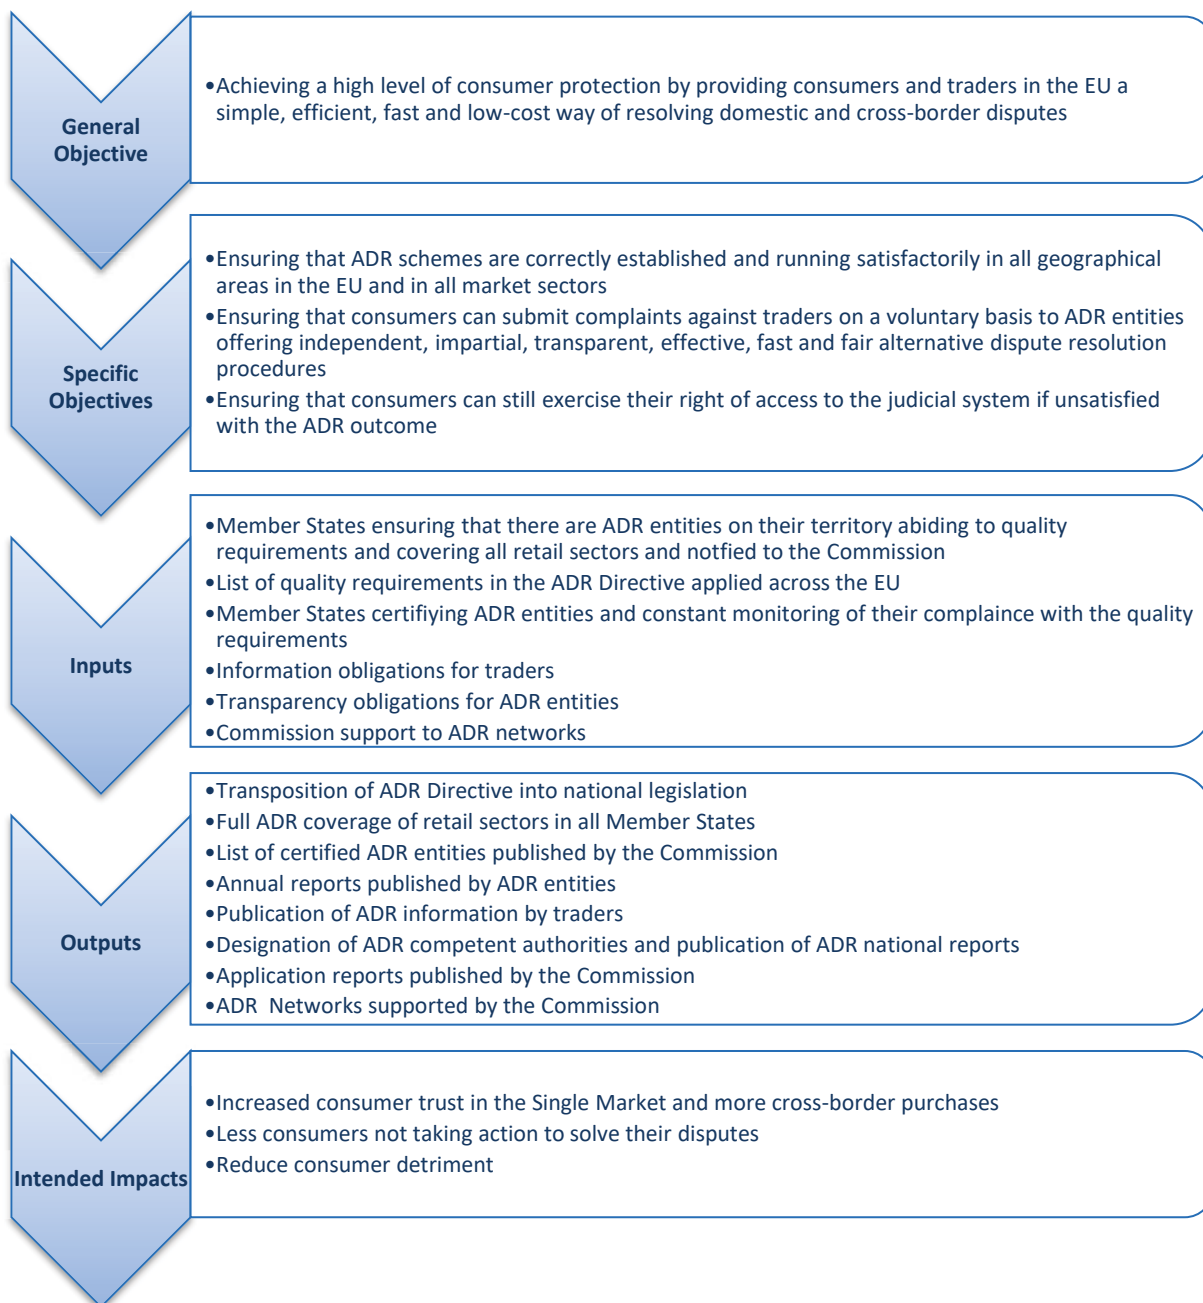 General
Objective
•Achieving a high level of consumer protection by providing consumers and traders in the EU a
simple, efficient, fast and low-cost way of resolving domestic and cross-border disputes
Specific
Objectives
•Ensuring that ADR schemes are correctly established and running satisfactorily in all geographical
areas in the EU and in all market sectors
•Ensuring that consumers can submit complaints against traders on a voluntary basis to ADR entities
offering independent, impartial, transparent, effective, fast and fair alternative dispute resolution
procedures
•Ensuring that consumers can still exercise their right of access to the judicial system if unsatisfied
with the ADR outcome
Inputs
•Member States ensuring that there are ADR entities on their territory abiding to quality
requirements and covering all retail sectors and notfied to the Commission
•List of quality requirements in the ADR Directive applied across the EU
•Member States certifiying ADR entities and constant monitoring of their complaince with the quality
requirements
•Information obligations for traders
•Transparency obligations for ADR entities
•Commission support to ADR networks
Outputs
•Transposition of ADR Directive into national legislation
•Full ADR coverage of retail sectors in all Member States
•List of certified ADR entities published by the Commission
•Annual reports published by ADR entities
•Publication of ADR information by traders
•Designation of ADR competent authorities and publication of ADR national reports
•Application reports published by the Commission
•ADR  Networks supported by the Commission
Intended Impacts
•Increased consumer trust in the Single Market and more cross-border purchases
•Less consumers not taking action to solve their disputes
•Reduce consumer detriment